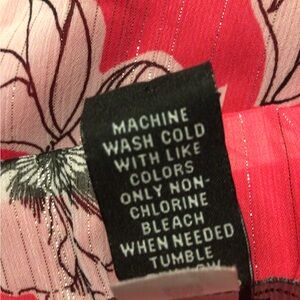 MACHINE
WASH COLD
WITH LIKE
COLORS
ONLY NON-
CHLORINE
BLEACH
WHEN NEEDED
TUMBLE